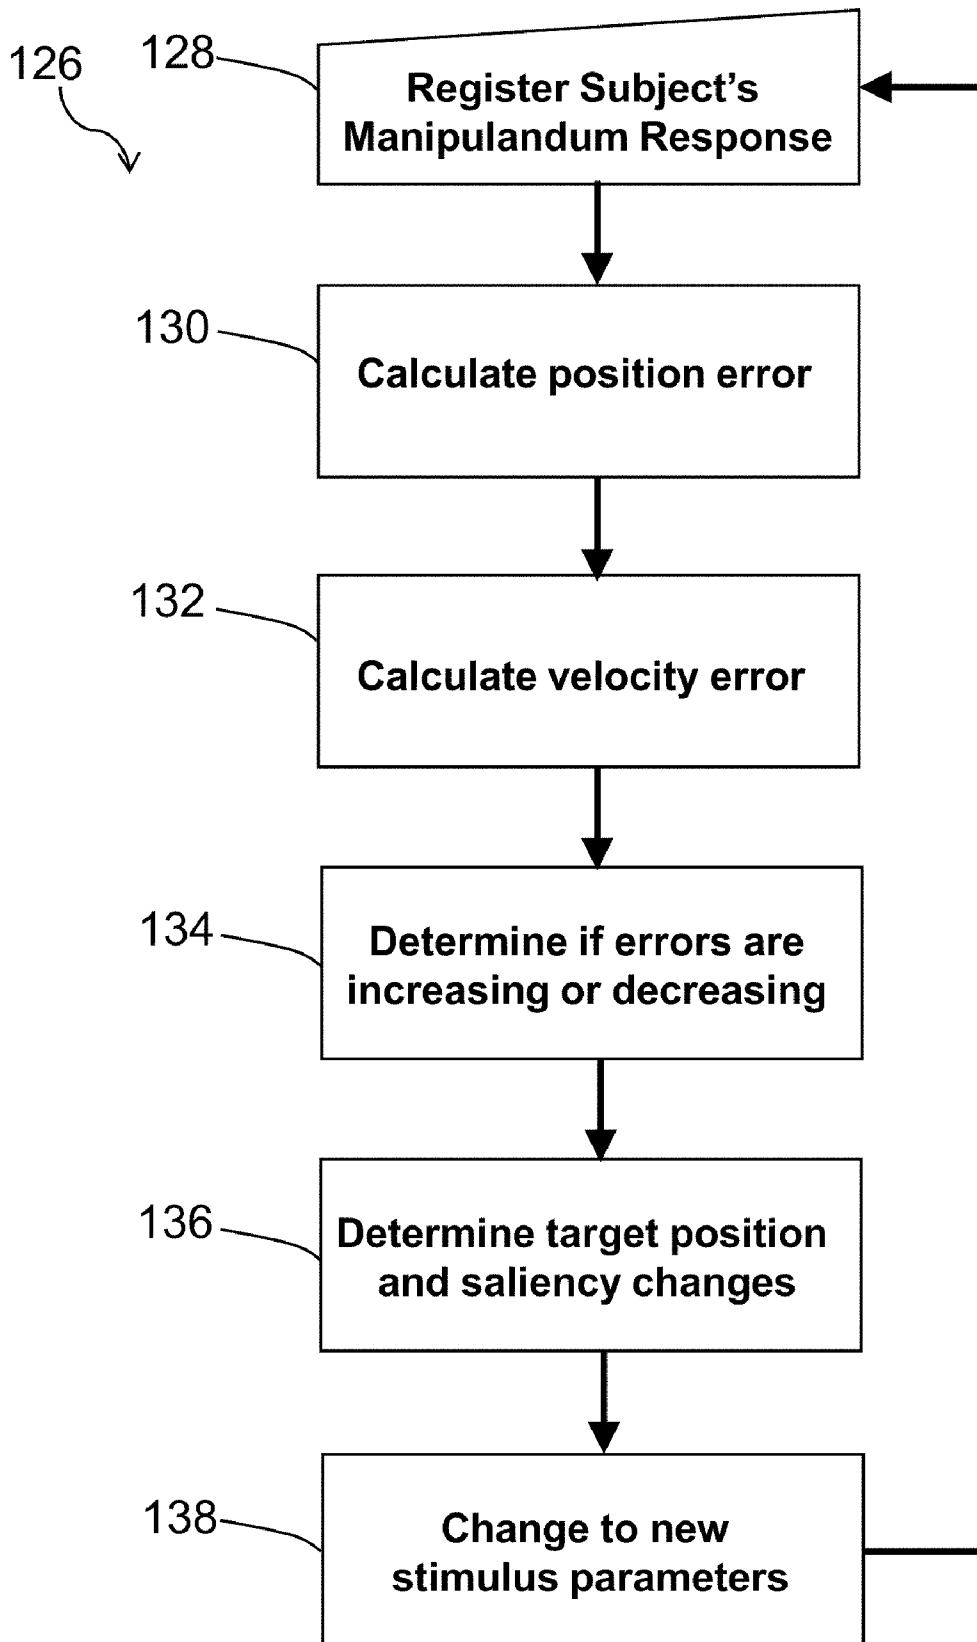 126
128
Register Subject's
Manipulandum Response
130
Calculate position error
132
Calculate velocity error
134
Determine if errors are
increasing or decreasing
136
Determine target position
and saliency changes
138
Change to new
stimulus parameters